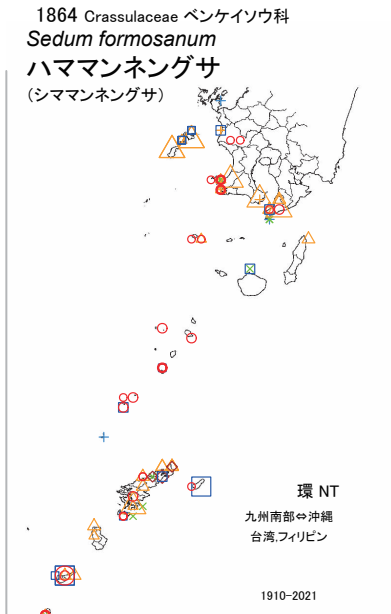 1864 Crassulaceae ベンケイソウ科
Sedum formosanum
ハママンネングサ
(シママンネングサ)
環 NT
九州南部⇔沖縄
台湾,フィリピン
1910-2021